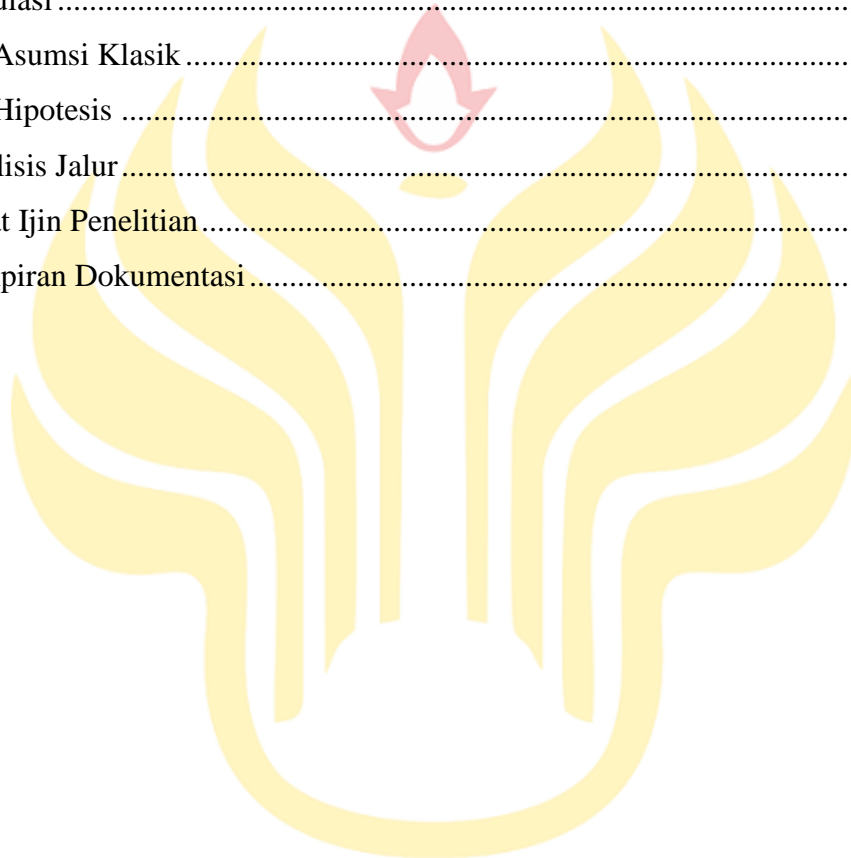 Asumsi Klasik ...........................................................................................
Hipotesis ...................................................................................................
lisis Jalur ...................................................................................................
t Ijin Penelitian .........................................................................................
piran Dokumentasi ...................................................................................